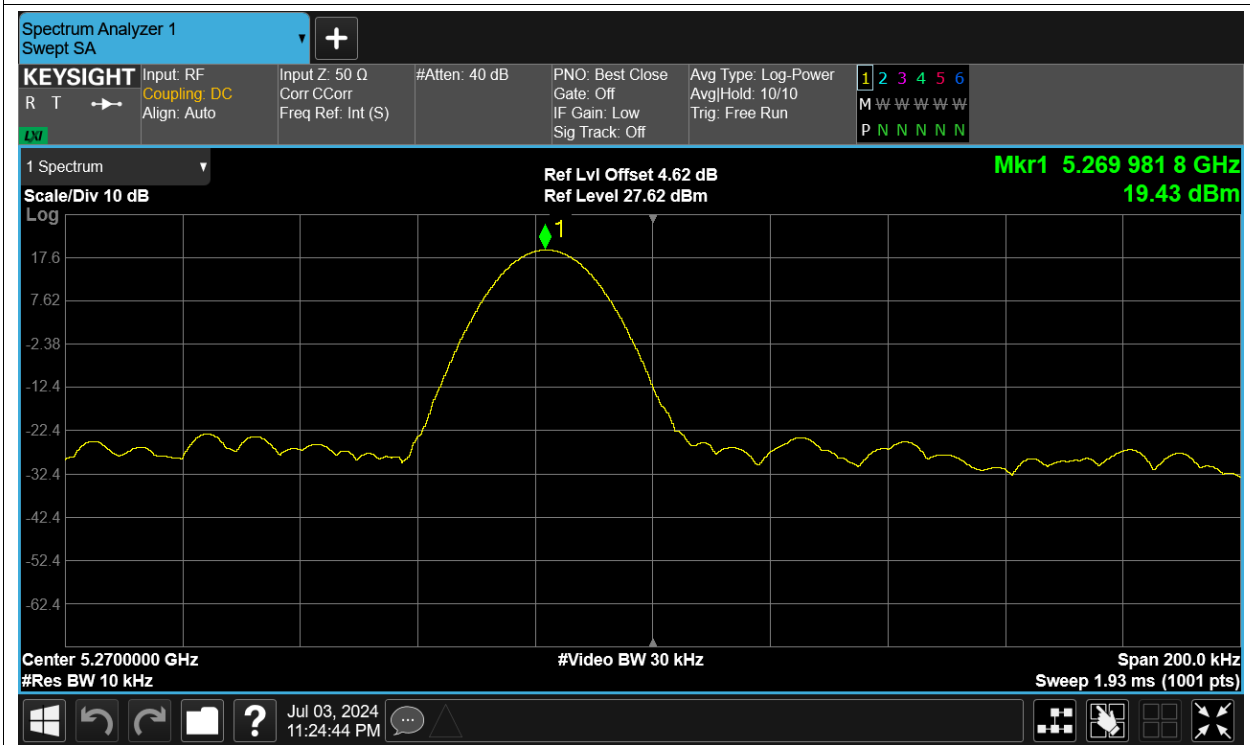 Spectrum Analyzer 1
Swept SA
KEYSIGHT
R T
LXI
Input: RF
Coupling: DC
Align: Auto
Input Z: 50 Ω
Corr CCorr
Freq Ref: Int (S)
#Atten: 40 dB
PNO: Best Close
Gate: Off
IF Gain: Low
Sig Track: Off
Avg Type: Log-Power
Avg|Hold: 10/10
Trig: Free Run
1 2 3 4 5 6
M W W W W W
P N N N N N
1 Spectrum
Scale/Div 10 dB
Log
Ref Lvl Offset 4.62 dB
Ref Level 27.62 dBm
Mkr1 5.269 981 8 GHz
19.43 dBm
1
17.6
7.62
-2.38
-12.4
-22.4
-32.4
-42.4
-52.4
-62.4
Center 5.2700000 GHz
#Res BW 10 kHz
#Video BW 30 kHz
Span 200.0 kHz
Sweep 1.93 ms (1001 pts)
?
Jul 03, 2024
11:24:44 PM